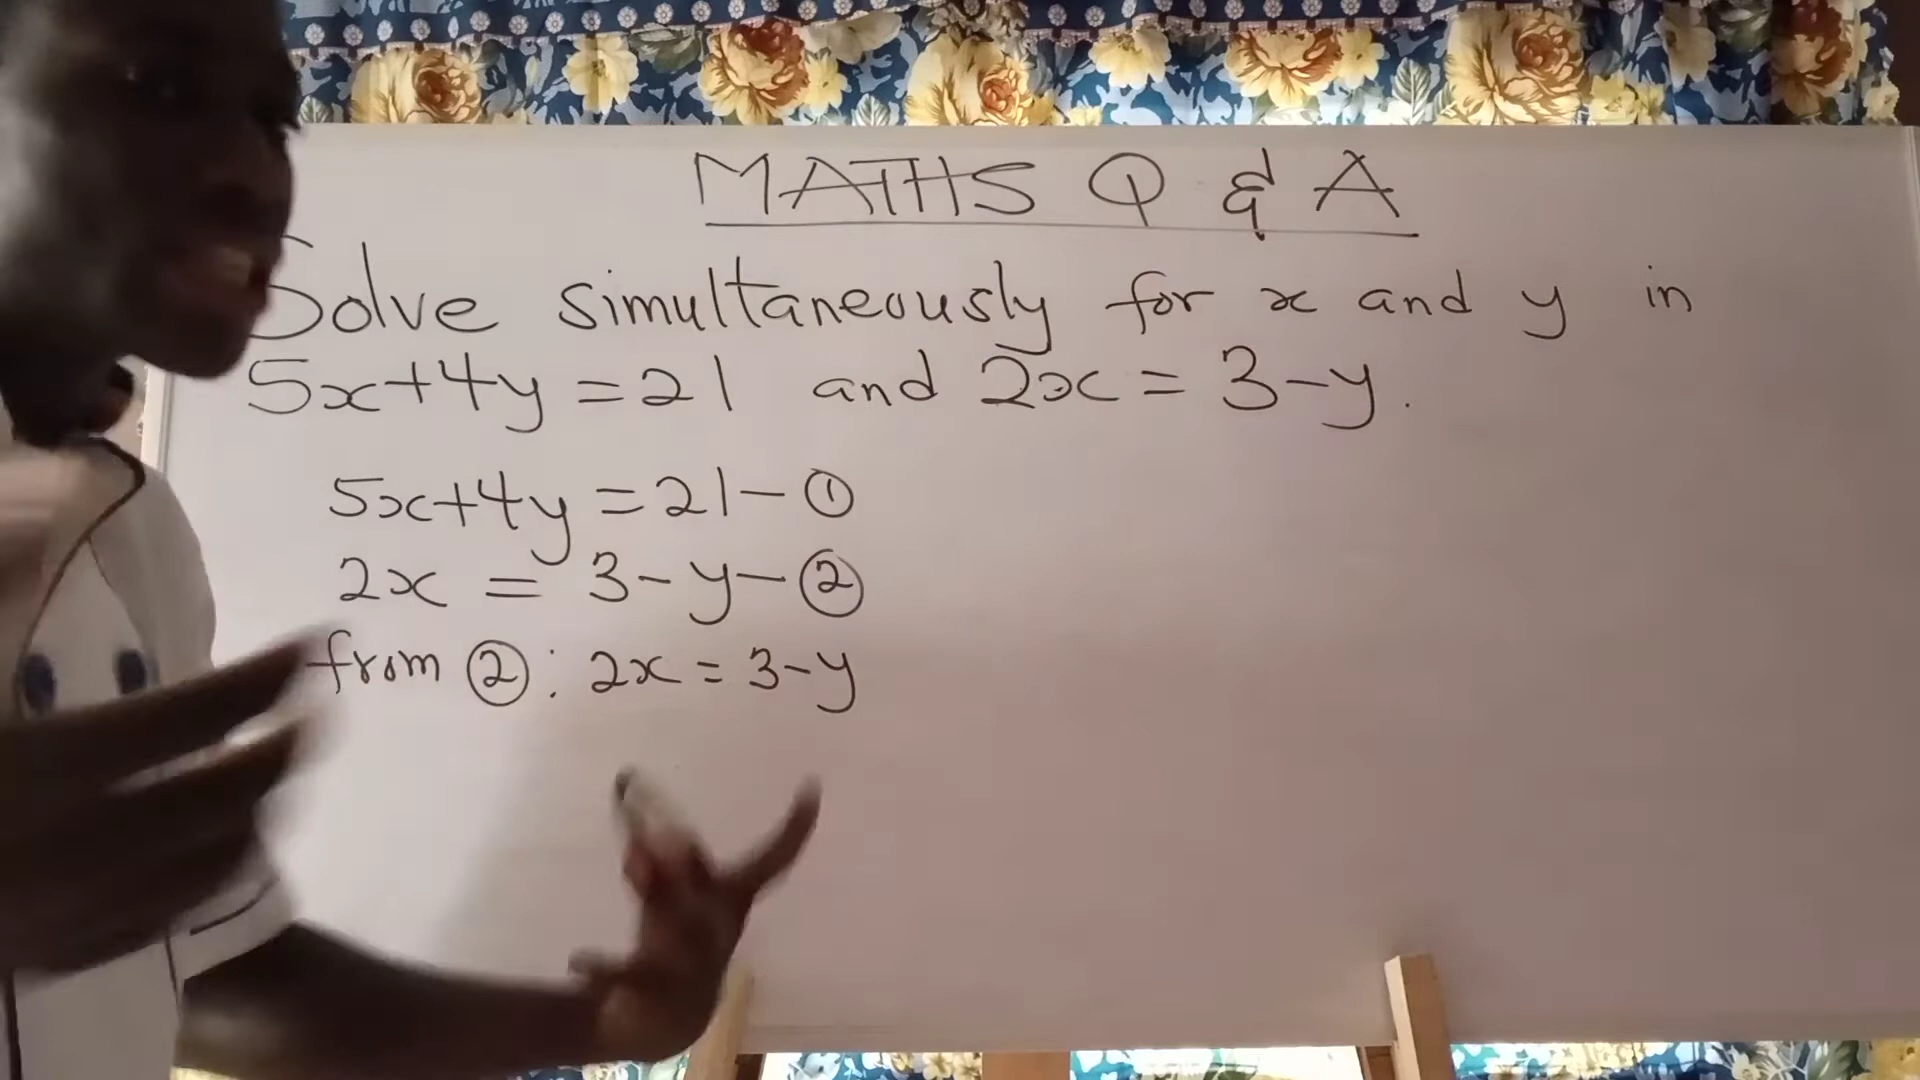 MATHS Q & A
Solve simultaneously for x and y in
5x+4y=21 and 2x=3-y.
5x+4y=21-①
2x = 3-y-②
from ②: 2x=3-y